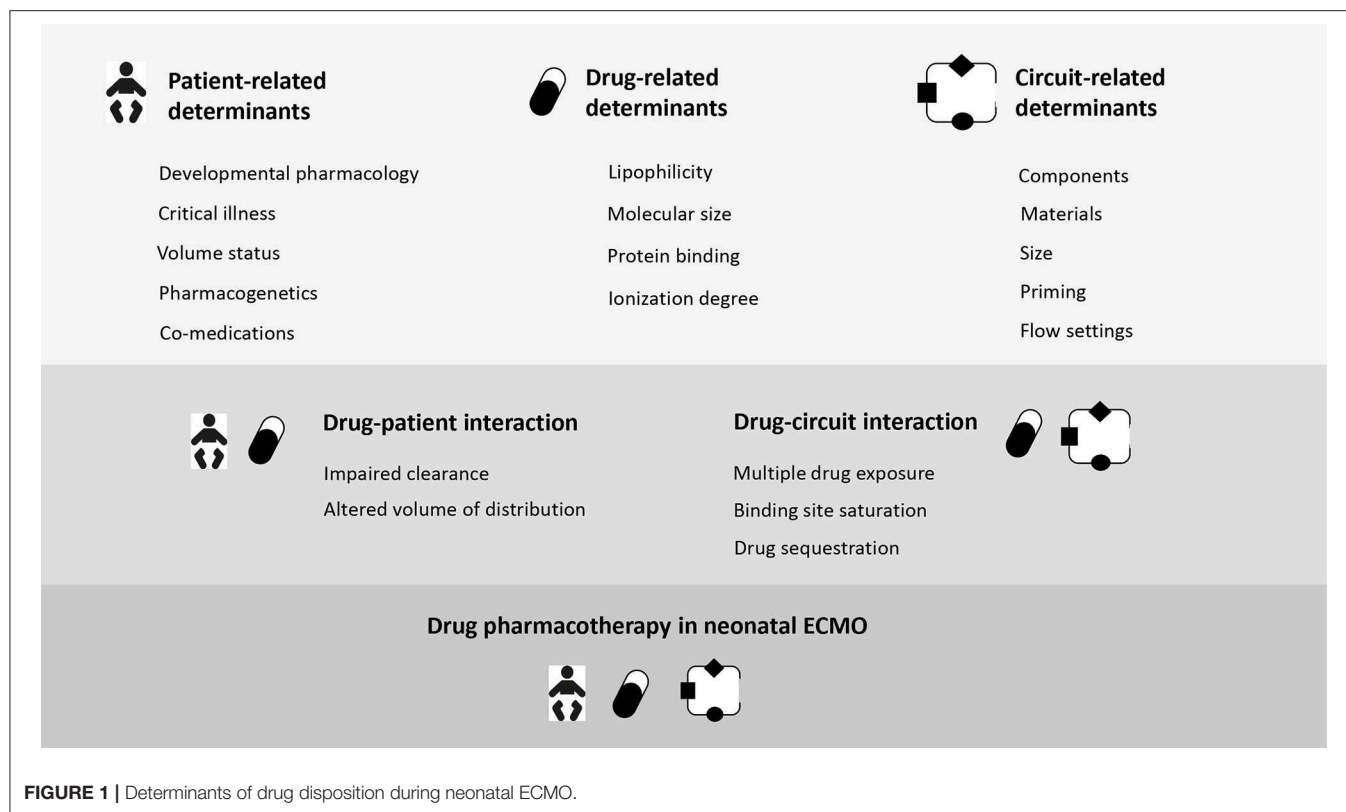 Patient-related
determinants
Developmental pharmacology
Critical illness
Volume status
Pharmacogenetics
Co-medications
Drug-related
determinants
Lipophilicity
Molecular size
Protein binding
Ionization degree
Circuit-related
determinants
Components
Materials
Size
Priming
Flow settings
Drug-patient interaction
Impaired clearance
Altered volume of distribution
Drug-circuit interaction
Multiple drug exposure
Binding site saturation
Drug sequestration
Drug pharmacotherapy in neonatal ECMO
FIGURE 1 | Determinants of drug disposition during neonatal ECMO.